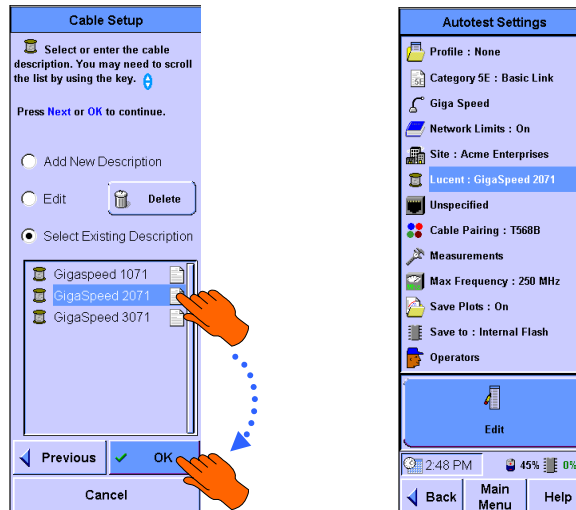 Cable Setup
Select or enter the cable
description. You may need to scroll
the list by using the key.
Press Next or OK to continue.
Add New Description
Edit
Delete
Select Existing Description
Gigaspeed 1071
GigaSpeed 2071
GigaSpeed 3071
Previous
OK
Cancel
Autotest Settings
Profile : None
Category 5E : Basic Link
Giga Speed
Network Limits : On
Site : Acme Enterprises
Lucent : GigaSpeed 2071
Unspecified
Cable Pairing : T568B
Measurements
Max Frequency : 250 MHz
Save Plots : On
Save to : Internal Flash
Operators
Edit
2:48 PM
45%
0%
Back
Main
Menu
Help